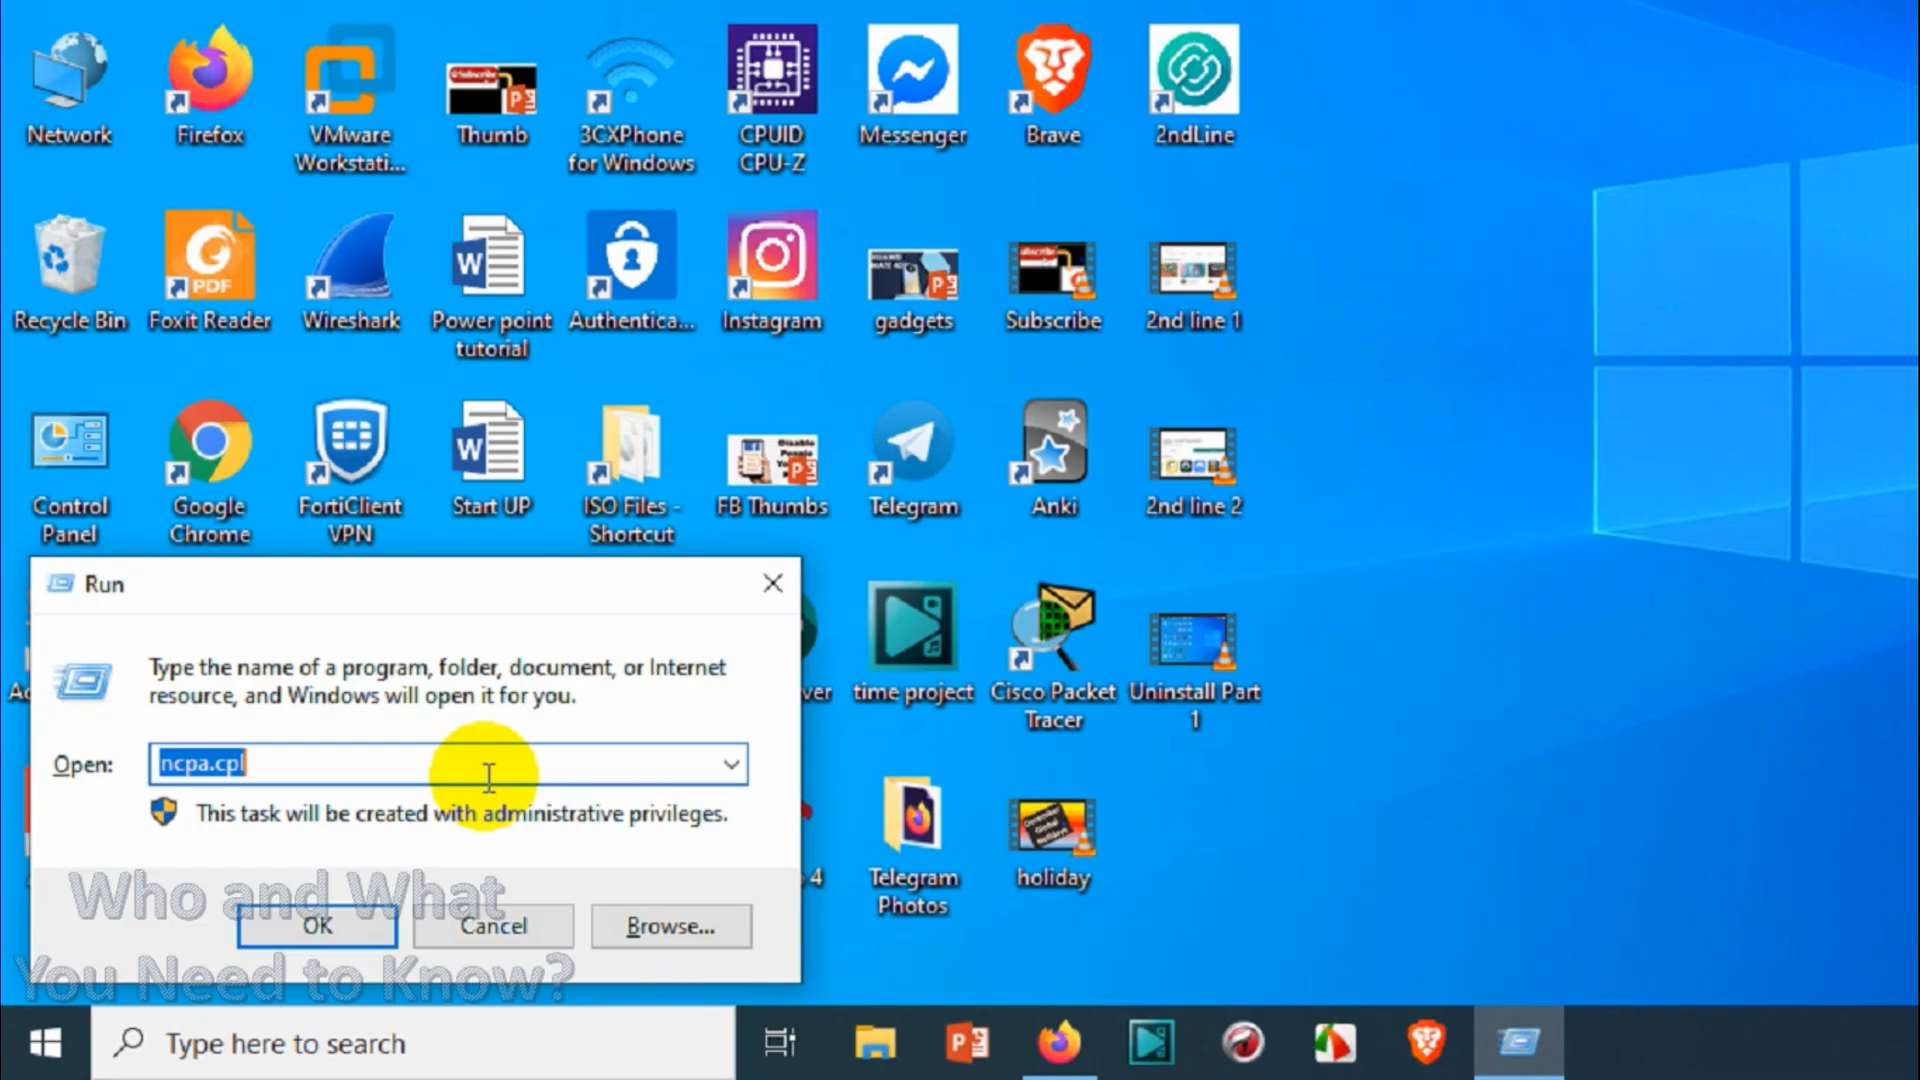 Network
Firefox
VMware
Workstati...
Thumb
3CXPhone
for Windows
CPUID
CPU-Z
Messenger
Brave
2ndLine
Recycle Bin
PDF
Foxit Reader
Wireshark
Power point
tutorial
Authentica...
Instagram
gadgets
Subscribe
2nd line 1
Control
Panel
Google
Chrome
FortiClient
VPN
Start UP
ISO Files -
Shortcut
FB Thumbs
Telegram
Anki
2nd line 2
Run
Type the name of a program, folder, document, or Internet
resource, and Windows will open it for you.
Open:
ncpa.cpl
This task will be created with administrative privileges.
OK
Cancel
Browse...
ver
time project
Cisco Packet
Tracer
Uninstall Part
1
4
Telegram
Photos
holiday
Who and What
You Need to Know?
Type here to search